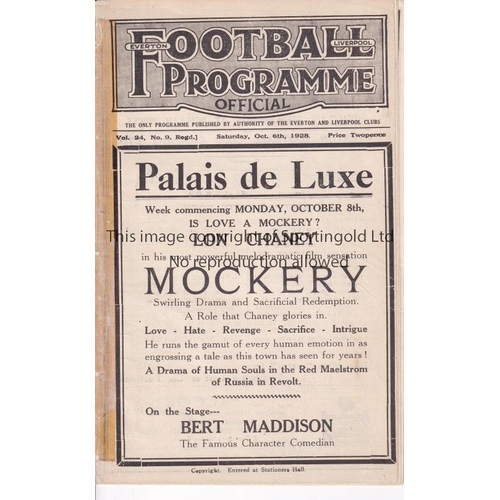 EVERTON
LIVERPOOL
FOOTBALL
PROGRAMME
OFFICIAL
THE ONLY PROGRAMME PUBLISHED BY AUTHORITY OF THE EVERTON AND LIVERPOOL CLUBS
Vol. 24, No. 9. Regd.] Saturday, Oct. 6th, 1928. Price Twopence
Palais de Luxe
Week commencing MONDAY, OCTOBER 8th,
IS LOVE A MOCKERY?
This image copyright of Sportingold Ltd
LON CHANEY
in his most powerful melodramatic film sensation
No reproduction allowed
MOCKERY
Swirling Drama and Sacrificial Redemption.
A Role that Chaney glories in.
Love - Hate - Revenge - Sacrifice - Intrigue
He runs the gamut of every human emotion in as
engrossing a tale as this town has seen for years !
A Drama of Human Souls in the Red Maelstrom
of Russia in Revolt.
On the Stage---
BERT MADDISON
The Famous Character Comedian
Copyright. Entered at Stationers Hall.